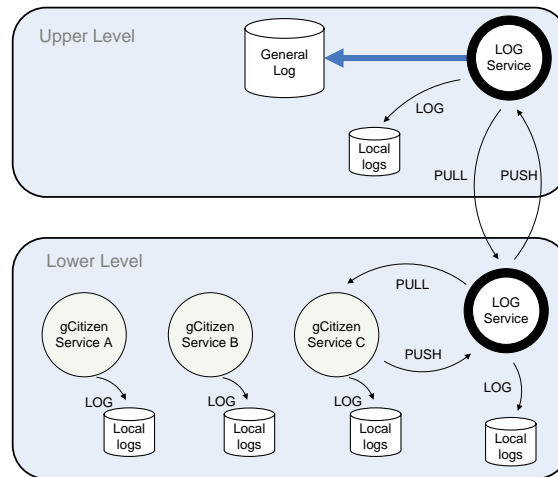 Upper Level
General
Log
LOG
Service
LOG
Local
logs
PULL
PUSH
Lower Level
PULL
LOG
Service
gCitizen
Service A
gCitizen
Service B
gCitizen
Service C
PUSH
LOG
LOG
LOG
LOG
Local
logs
Local
logs
Local
logs
Local
logs